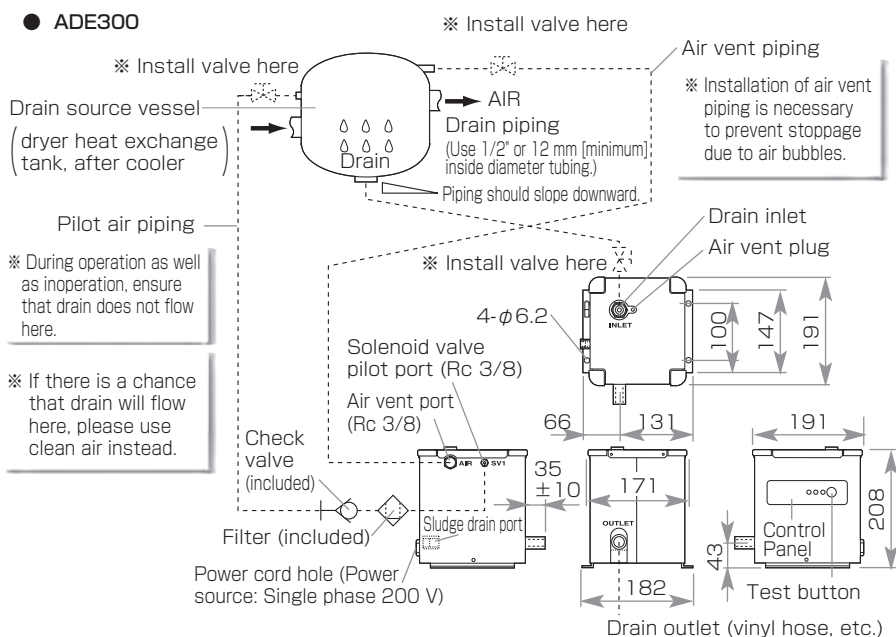 ● ADE300
※ Install valve here
※ Install valve here
Air vent piping
※ Installation of air vent
piping is necessary
to prevent stoppage
due to air bubbles.
Drain source vessel
(dryer heat exchange
tank, after cooler)
AIR
Drain
Drain piping
(Use 1/2" or 12 mm [minimum]
inside diameter tubing.)
Piping should slope downward.
Pilot air piping
※ During operation as well
as inoperation, ensure
that drain does not flow
here.
※ If there is a chance
that drain will flow
here, please use
clean air instead.
Drain inlet
Air vent plug
※ Install valve here
4-φ6.2
INLET
100
147
191
66
131
Solenoid valve
pilot port (Rc 3/8)
Air vent port
(Rc 3/8)
Check
valve
(included)
Filter (included)
AIR
SV1
Sludge drain port
35
±10
Power cord hole (Power
source: Single phase 200 V)
171
OUTLET
182
Drain outlet (vinyl hose, etc.)
191
208
43
Control
Panel
Test button